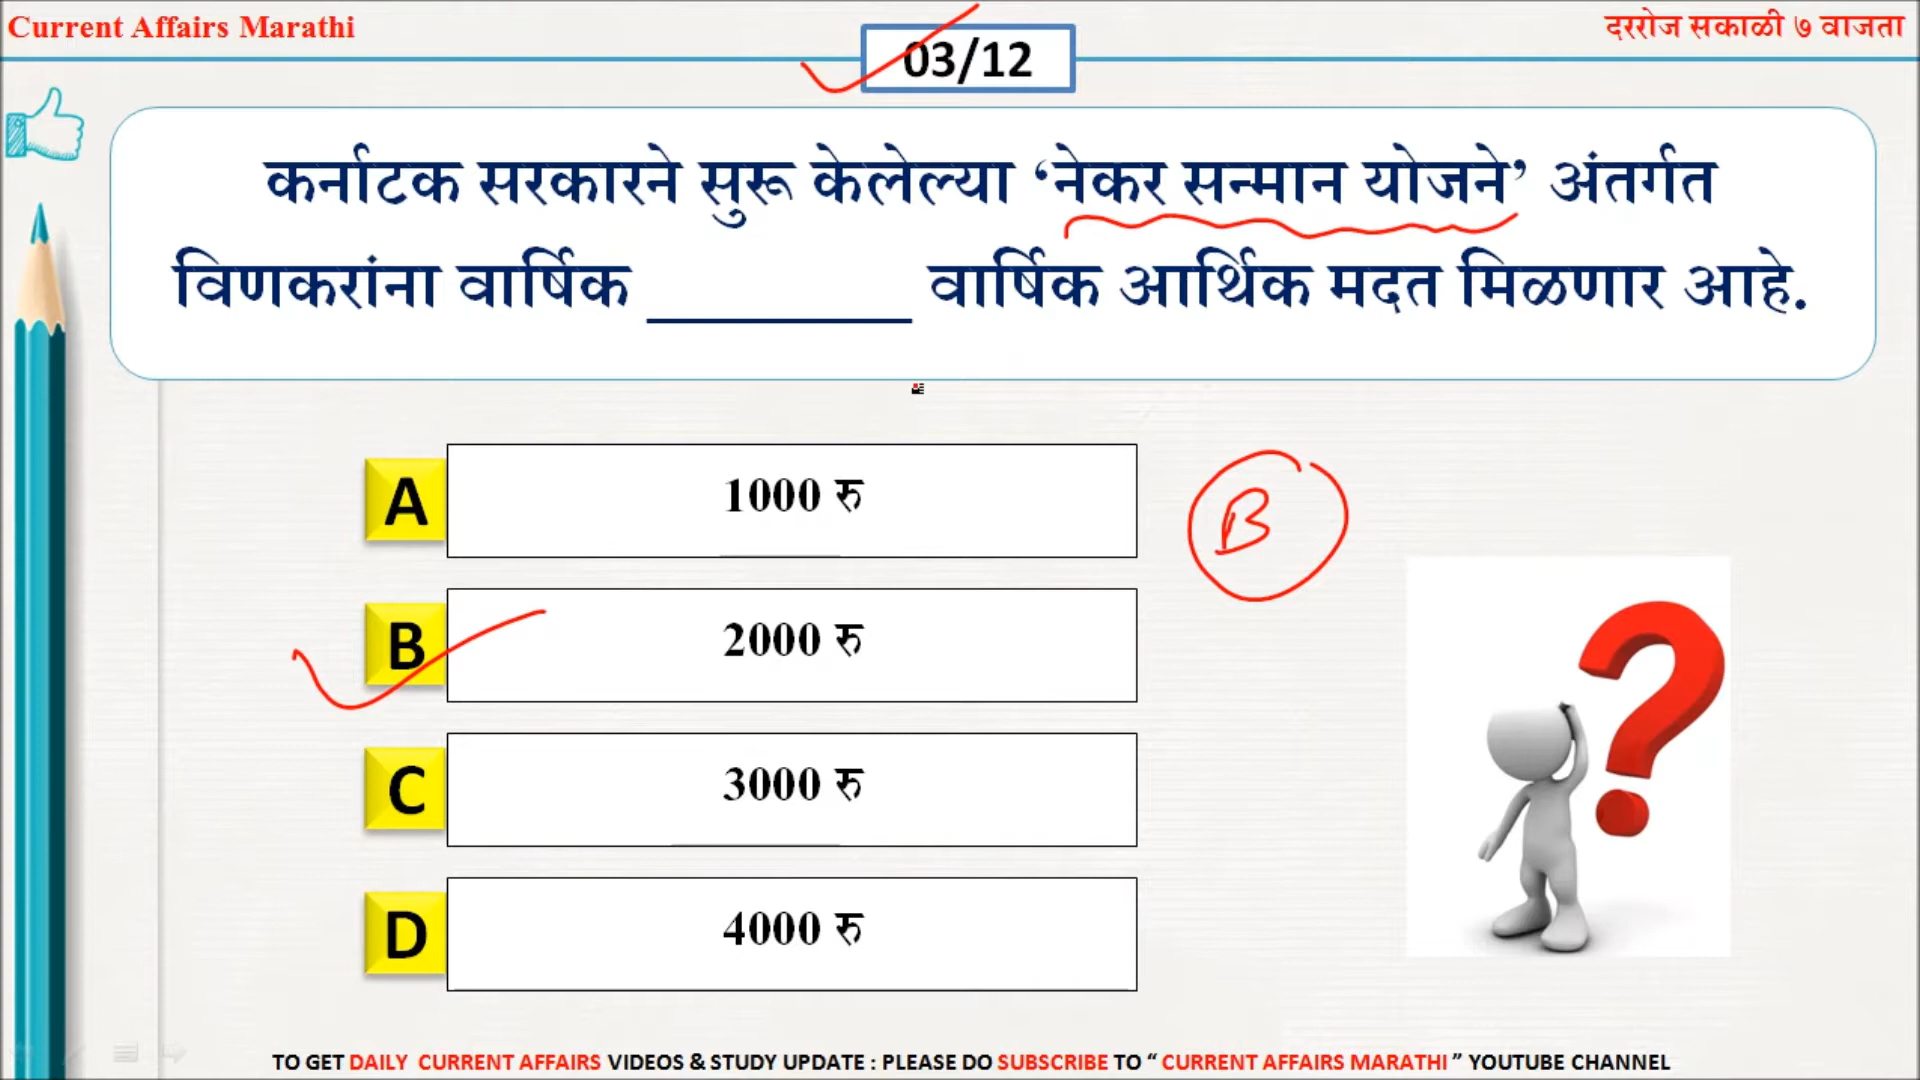 Current Affairs Marathi
दररोज सकाळी ७ वाजता
03/12
कर्नाटक सरकारने सुरू केलेल्या ‘नेकर सन्मान योजने’ अंतर्गत
विणकरांना वार्षिक ________ वार्षिक आर्थिक मदत मिळणार आहे.
A 1000 रु
B
B 2000 रु
C 3000 रु
D 4000 रु
TO GET DAILY CURRENT AFFAIRS VIDEOS & STUDY UPDATE : PLEASE DO SUBSCRIBE TO “ CURRENT AFFAIRS MARATHI ” YOUTUBE CHANNEL